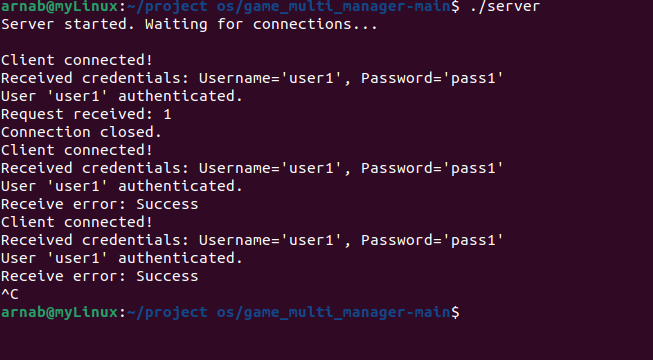 arnab@myLinux:~/project os/game_multi_manager-main$ ./server
Server started. Waiting for connections...
Client connected!
Received credentials: Username='user1', Password='pass1'
User 'user1' authenticated.
Request received: 1
Connection closed.
Client connected!
Received credentials: Username='user1', Password='pass1'
User 'user1' authenticated.
Receive error: Success
Client connected!
Received credentials: Username='user1', Password='pass1'
User 'user1' authenticated.
Receive error: Success
^C
arnab@myLinux:~/project os/game_multi_manager-main$